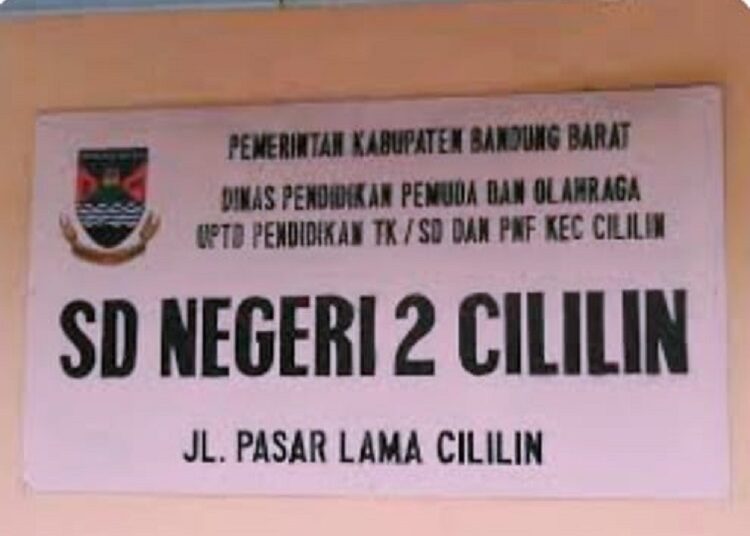 PEMERINTAN KABUPATEN BANDUNG BARAT
DINAS PENDIDIKAN PEMUDA DAN OLAHRAGA
UPTD PENDIDIKAN TK / SD DAN PNF KEC CILILIN
SD NEGERI 2 CILILIN
JL. PASAR LAMA CILILIN